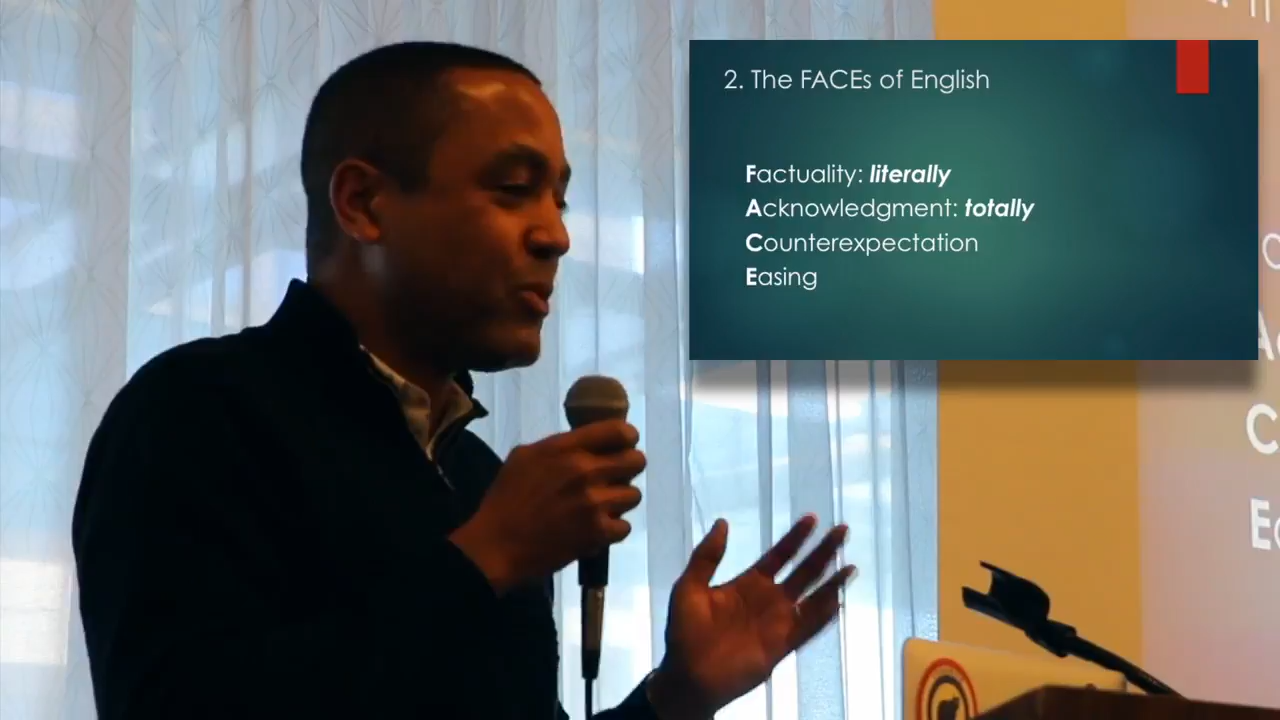 2. The FACEs of English
Factuality: literally
Acknowledgment: totally
Counterexpectation
Easing